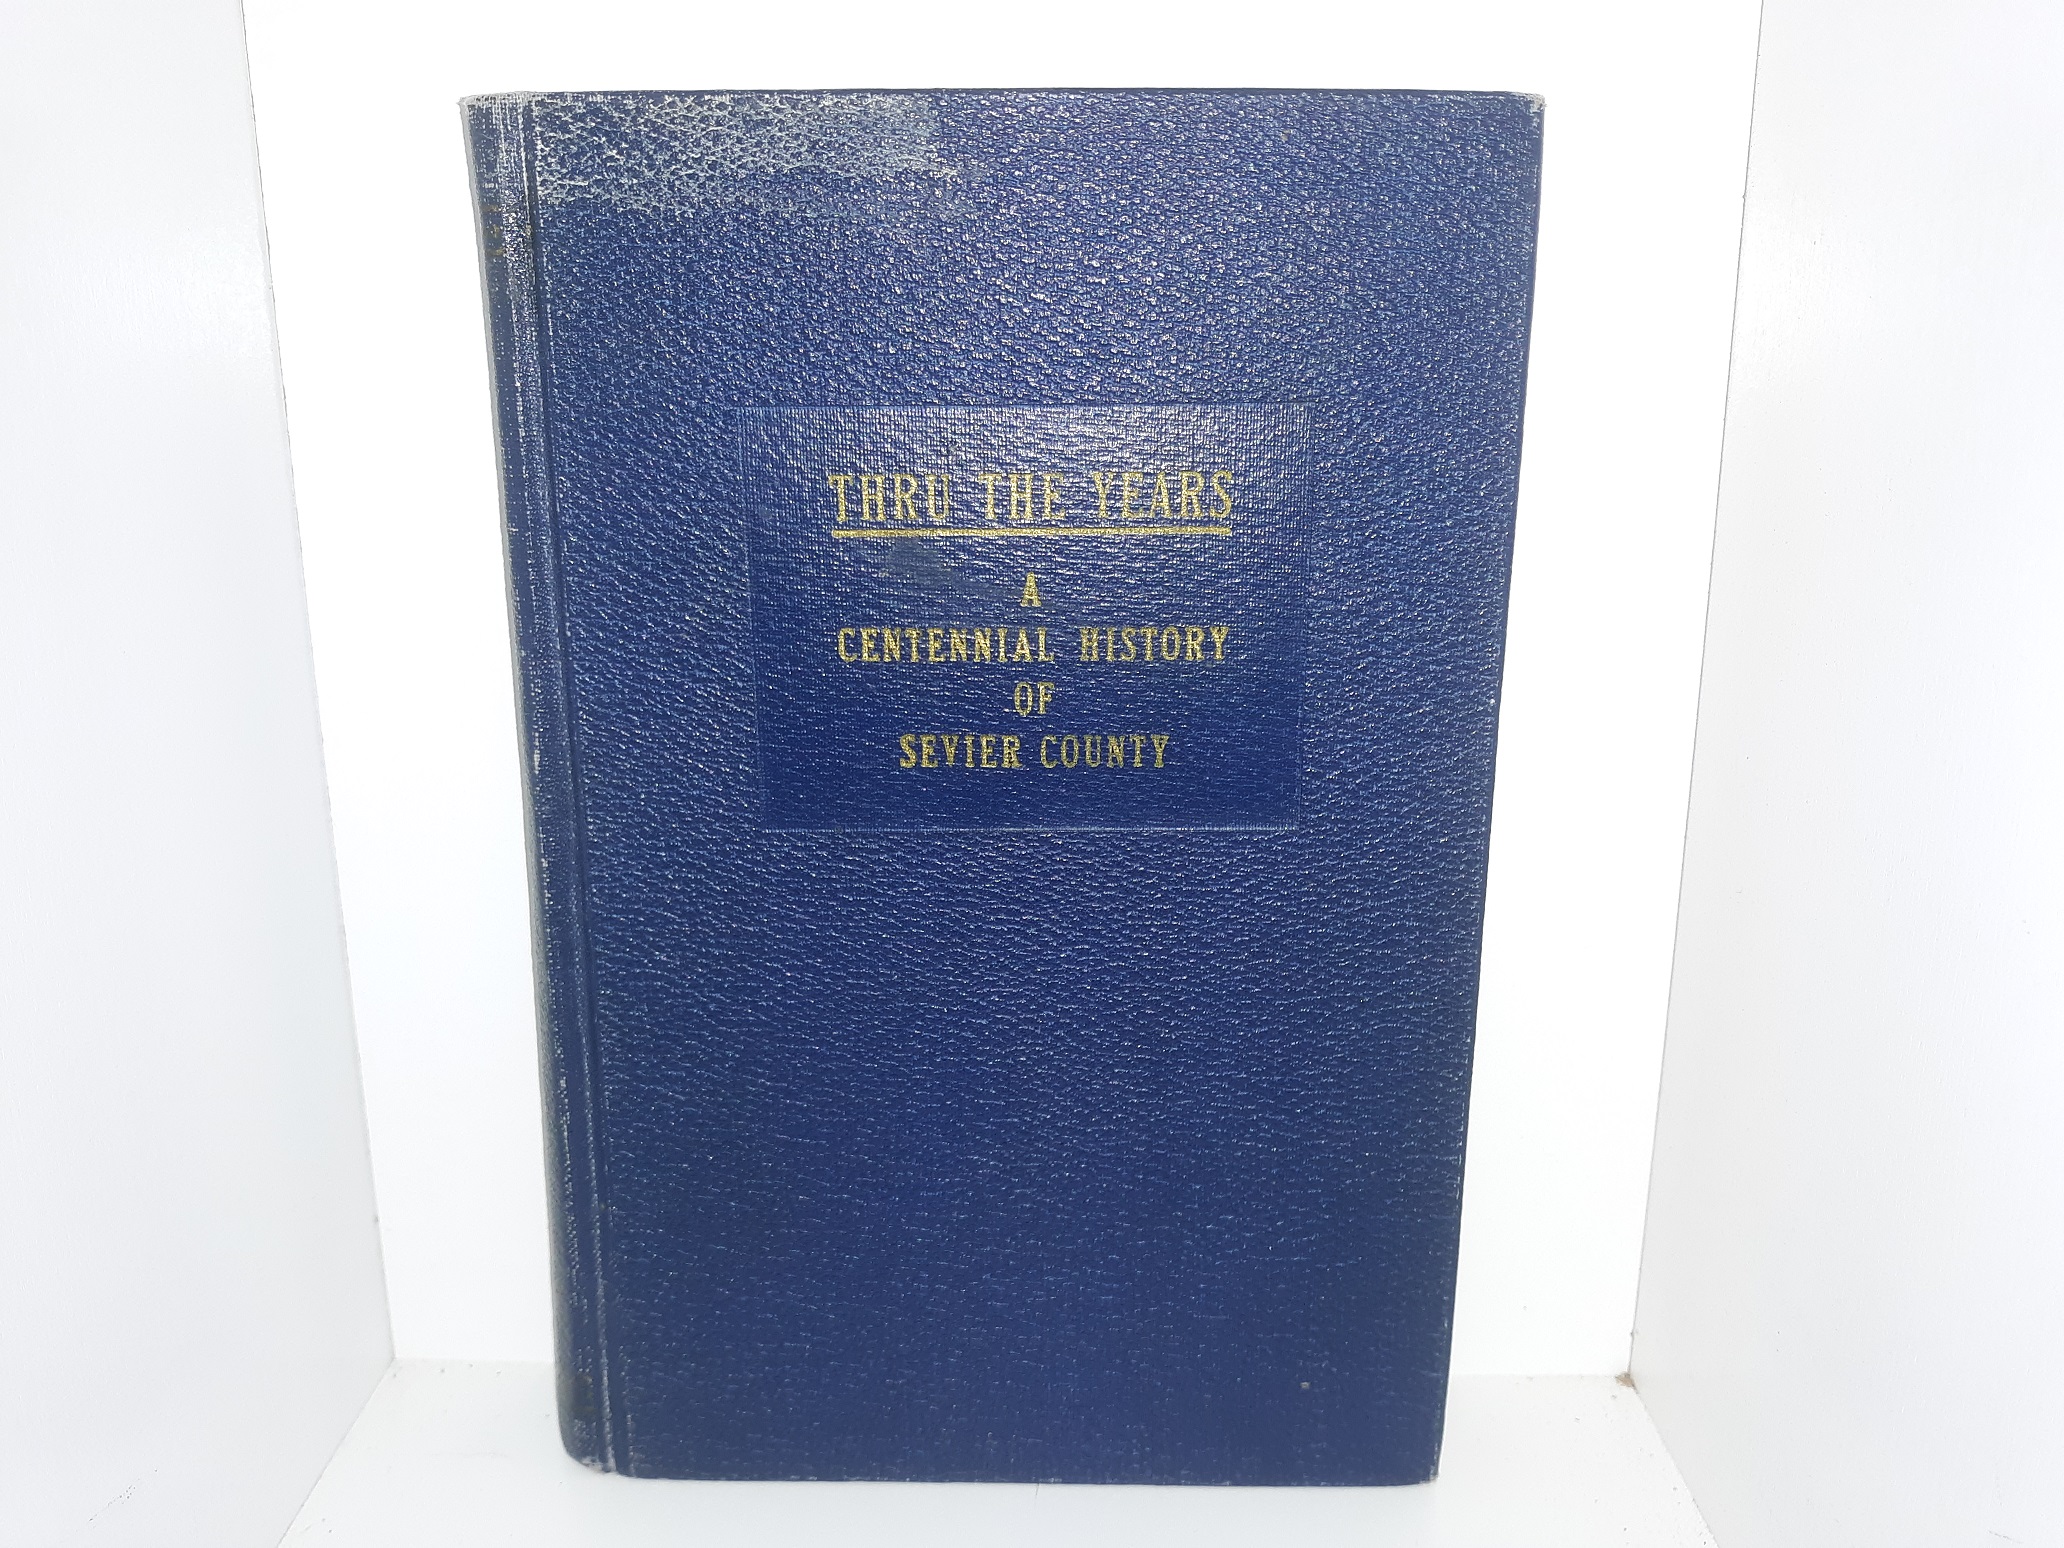 THRU THE YEARS
A
CENTENNIAL HISTORY
OF
SEVIER COUNTY